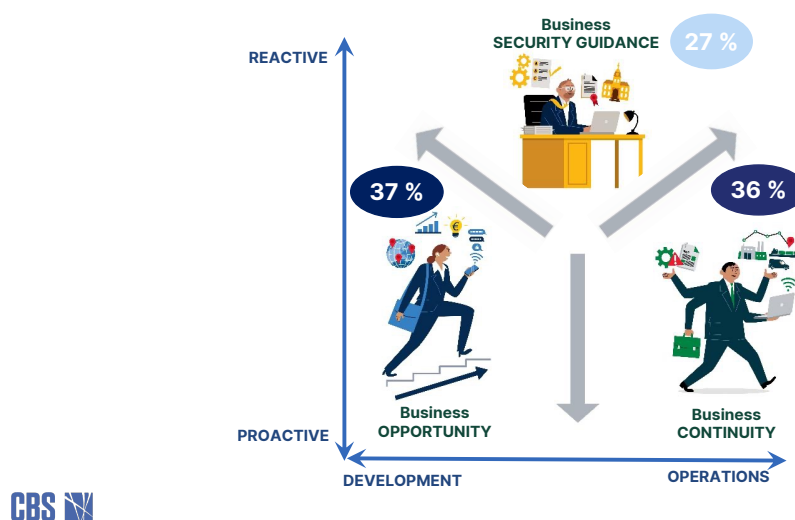 Business
SECURITY GUIDANCE
27 %
REACTIVE
37 %
36 %
Business
OPPORTUNITY
Business
CONTINUITY
PROACTIVE
DEVELOPMENT
OPERATIONS
CBS